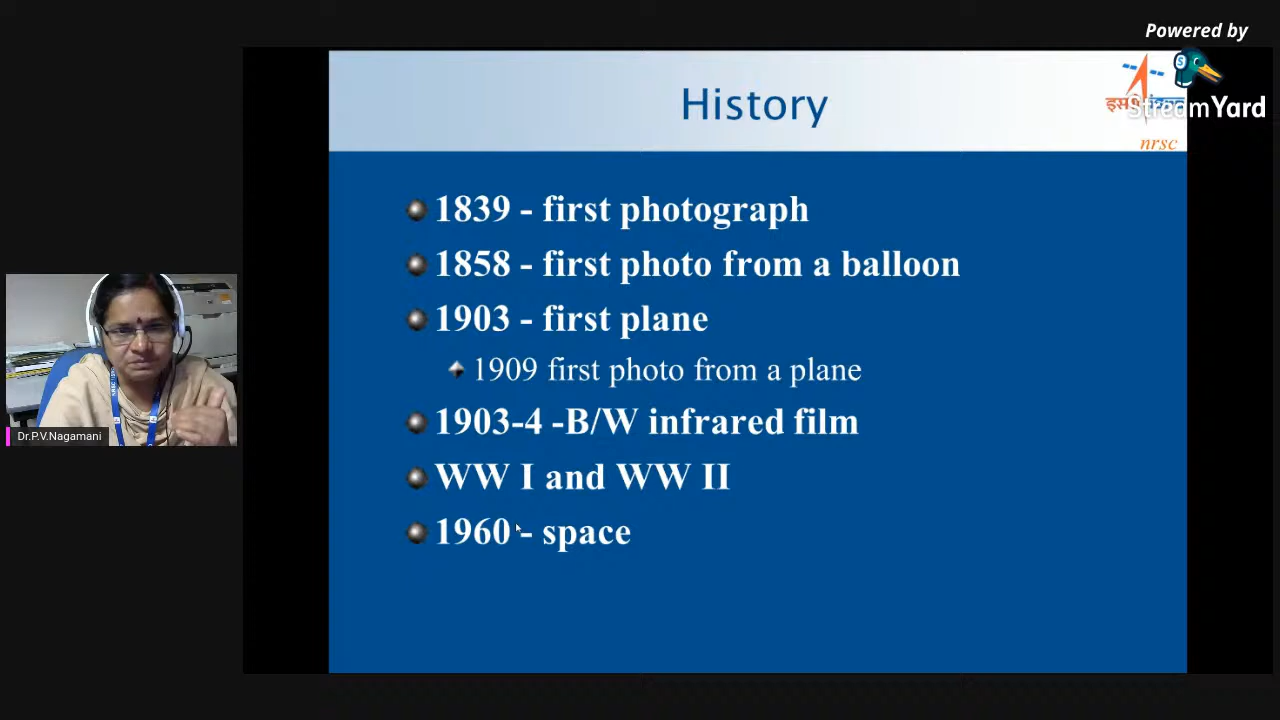 Powered by
StreamYard
History
nrsc
1839 - first photograph
1858 - first photo from a balloon
1903 - first plane
1909 first photo from a plane
1903-4 -B/W infrared film
WW I and WW II
1960 - space
Dr.P.V.Nagamani